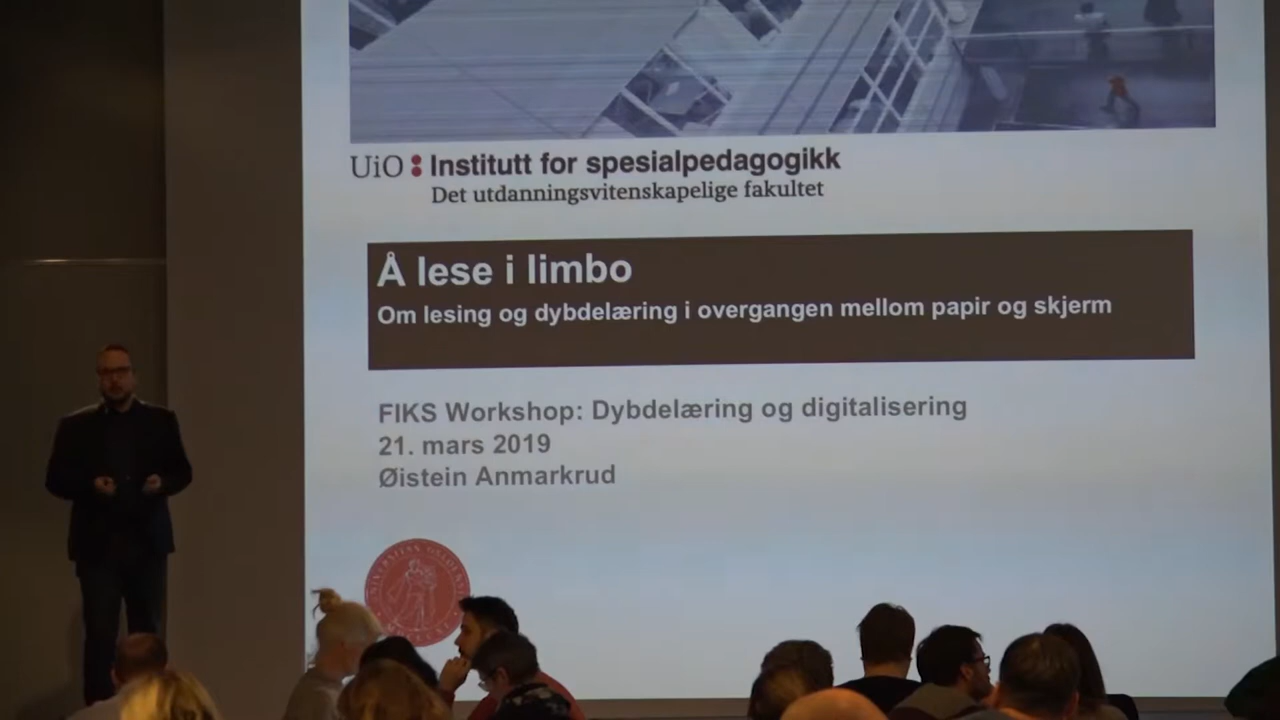 UiO : Institutt for spesialpedagogikk
Det utdanningsvitenskapelige fakultet
Å lese i limbo
Om lesing og dybdelæring i overgangen mellom papir og skjerm
FIKS Workshop: Dybdelæring og digitalisering
21. mars 2019
Øistein Anmarkrud